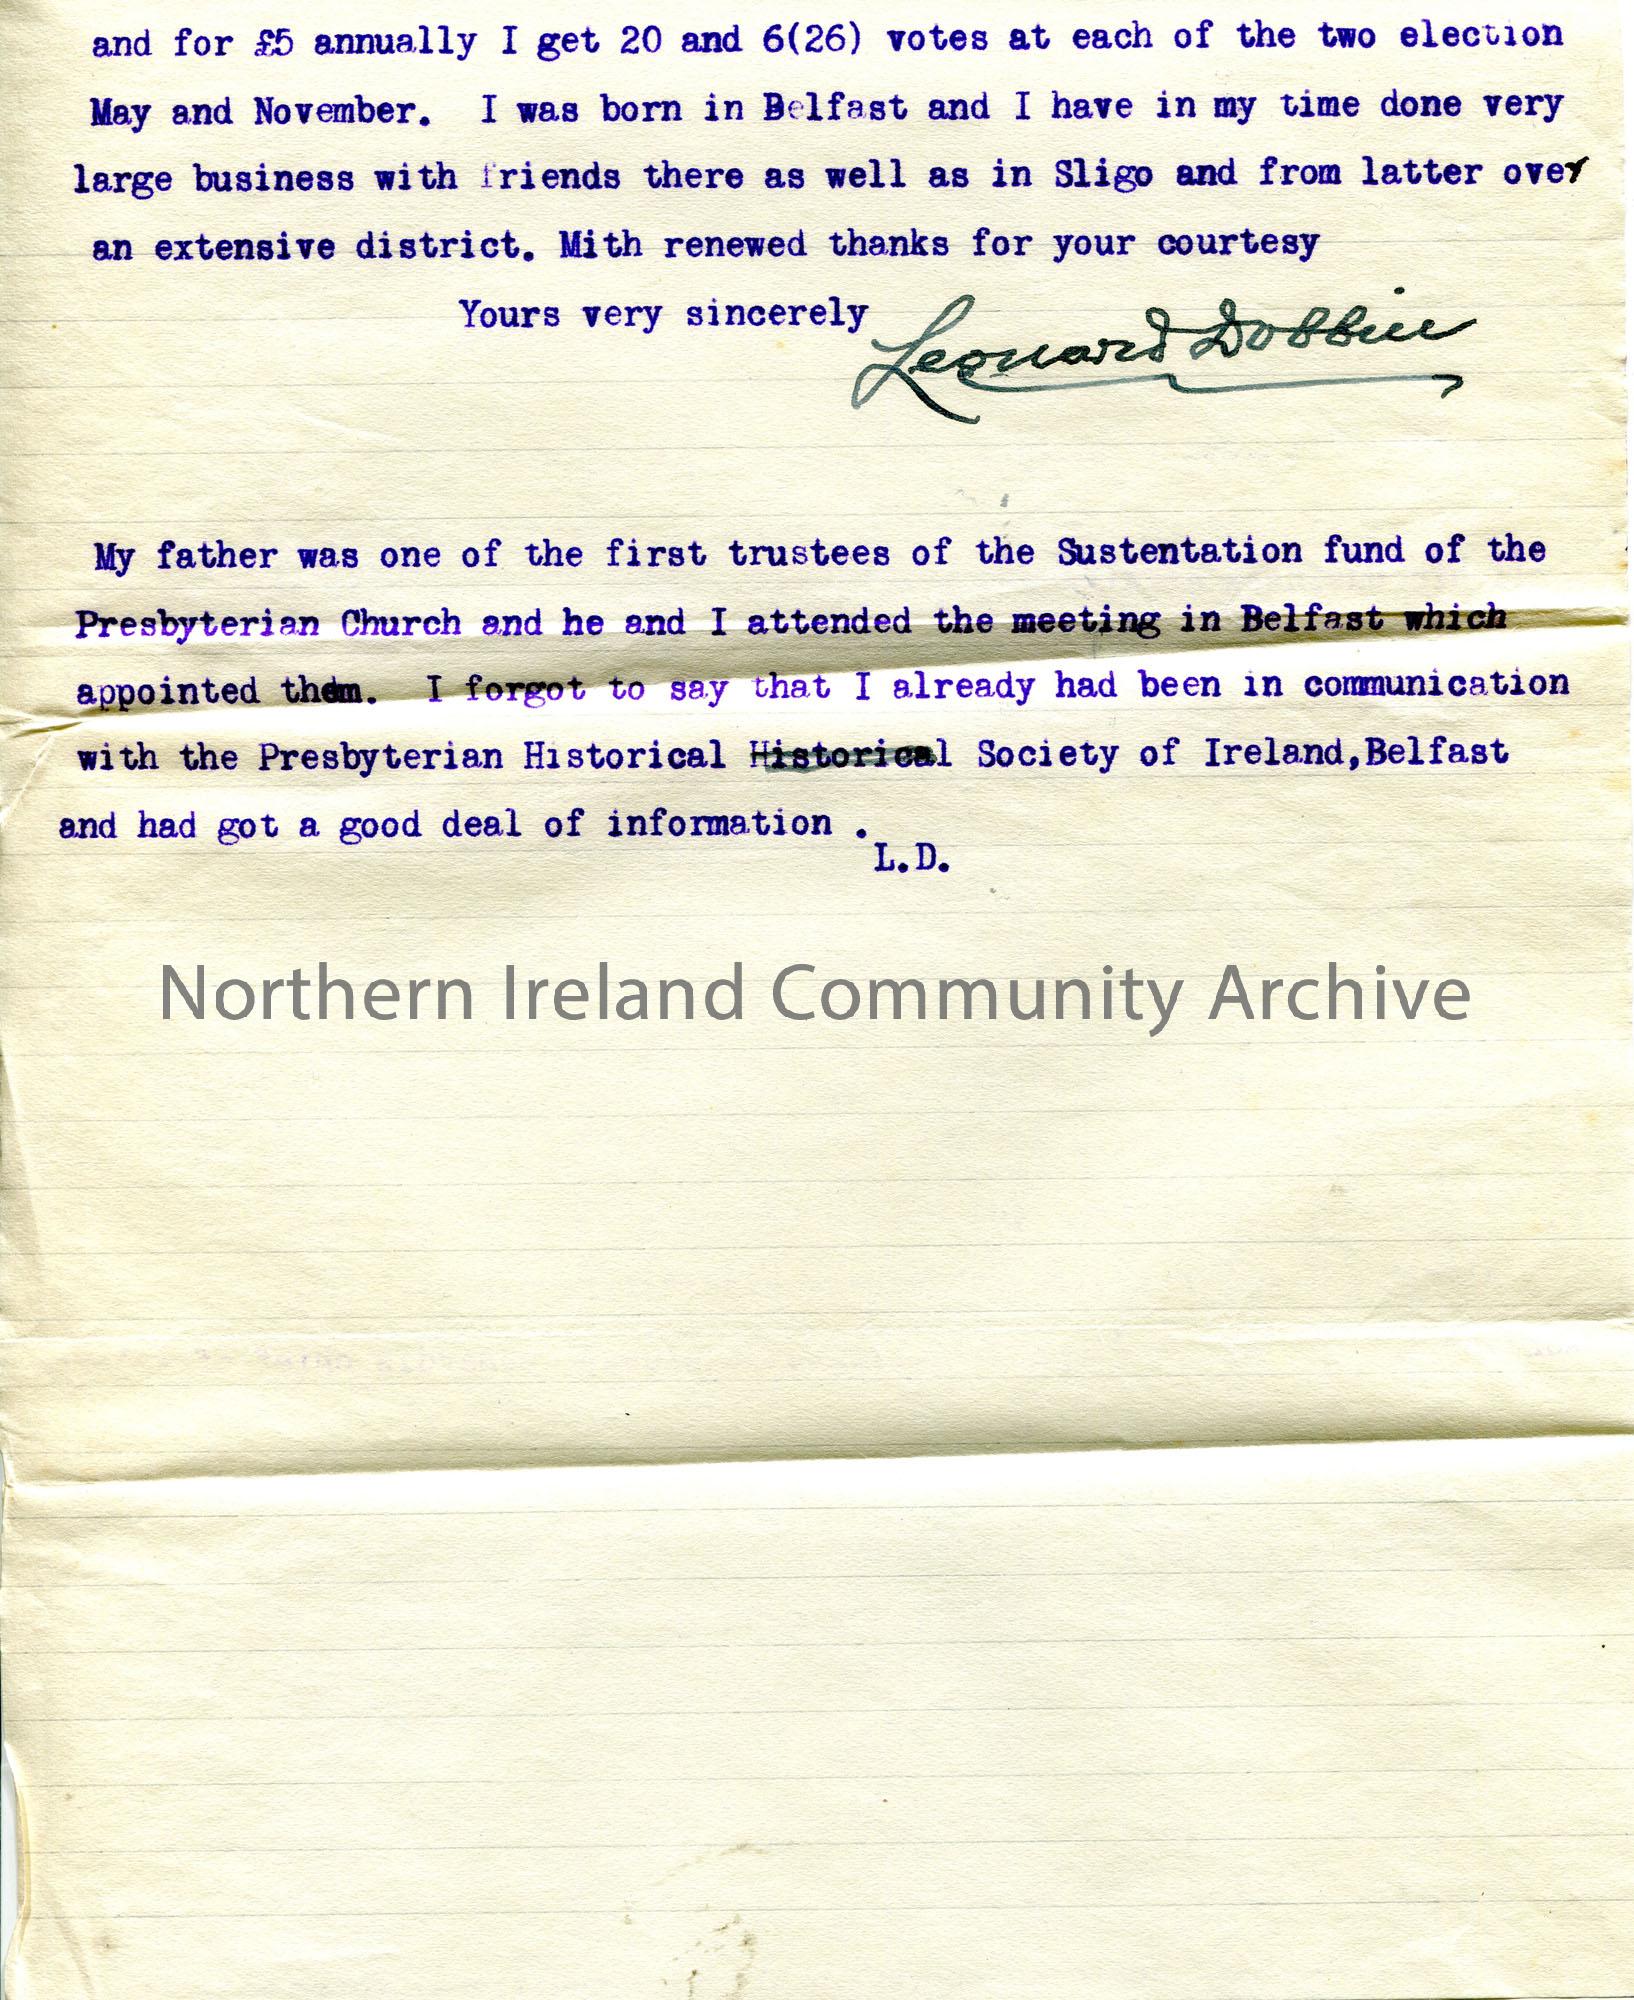 and for £5 annually I get 20 and 6(26) votes at each of the two election
May and November. I was born in Belfast and I have in my time done very
large business with friends there as well as in Sligo and from latter over
an extensive district. Mith renewed thanks for your courtesy
Yours very sincerely Leonard Dobbin
My father was one of the first trustees of the Sustentation fund of the
Presbyterian Church and he and I attended the meeting in Belfast which
appointed them. I forgot to say that I already had been in communication
with the Presbyterian Historical Historical Society of Ireland,Belfast
and had got a good deal of information .
L.D.
Northern Ireland Community Archive